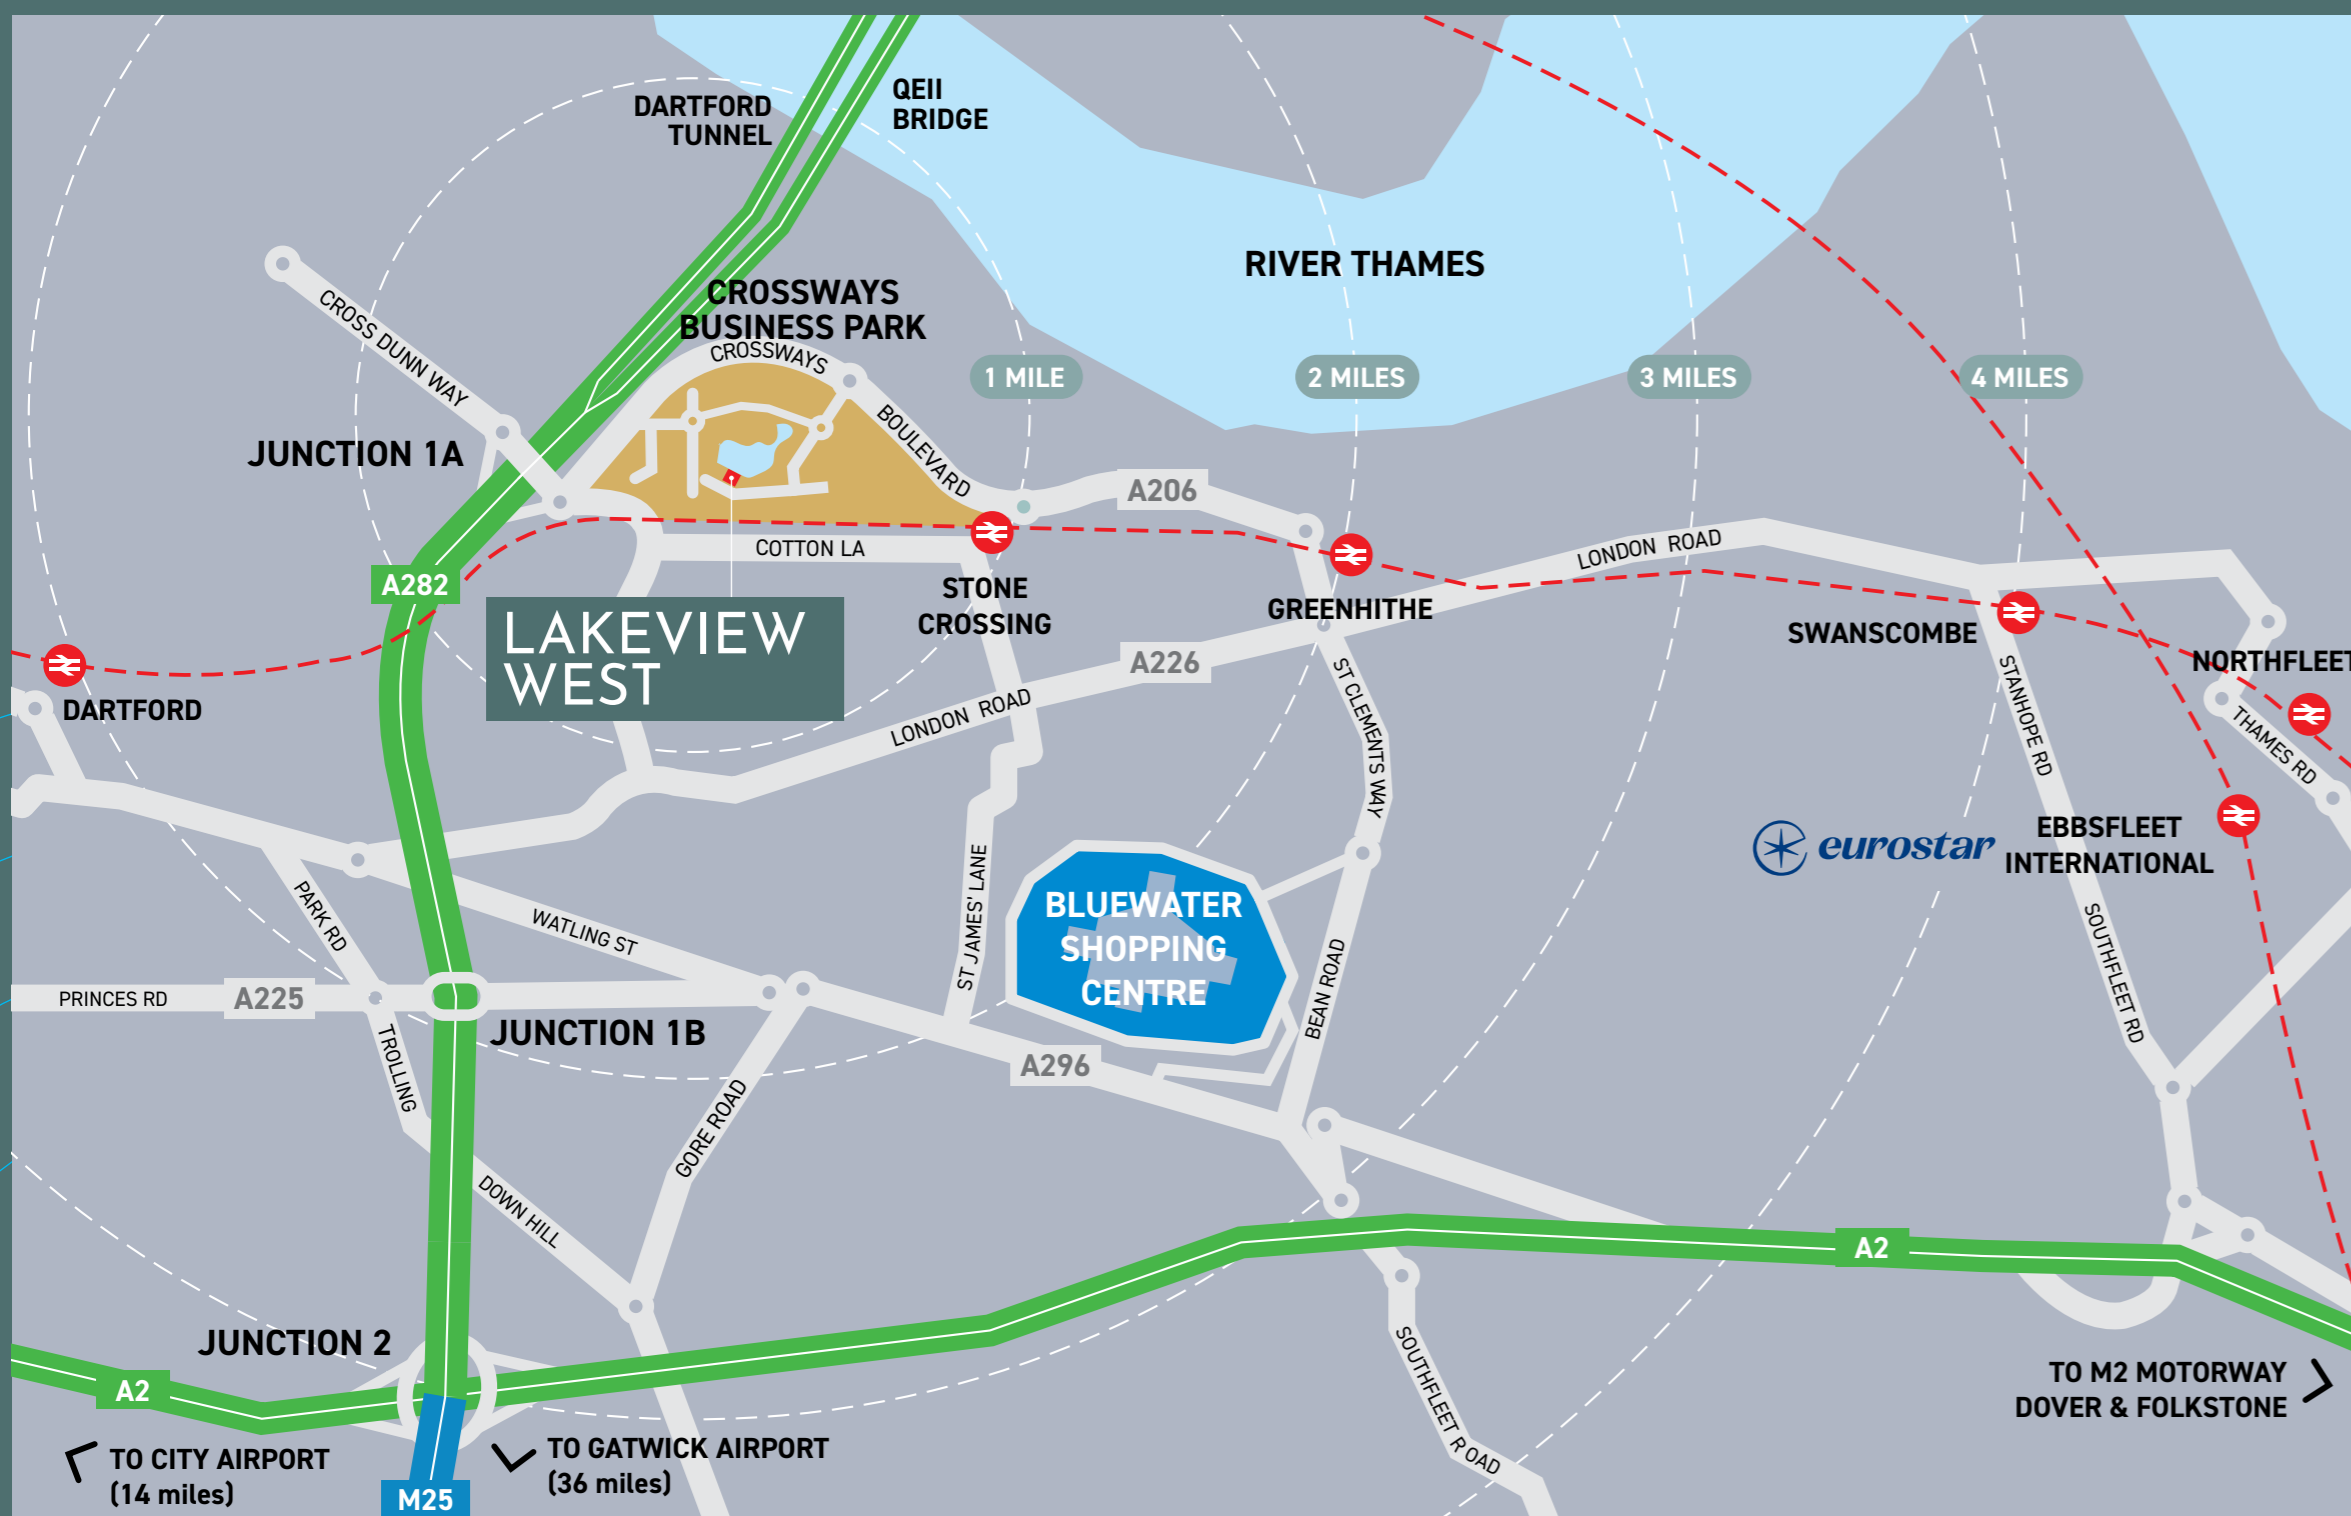 DARTFORD
TUNNEL
QEII
BRIDGE
RIVER THAMES
CROSSWAYS
BUSINESS PARK
CROSSWAYS
BOULEVARD
CROSS DUNN WAY
1 MILE
2 MILES
3 MILES
4 MILES
JUNCTION 1A
A206
COTTON LA
LONDON ROAD
A282
STONE
CROSSING
GREENHITHE
SWANSCOMBE
LAKEVIEW
WEST
A226
NORTHFLEET
DARTFORD
LONDON ROAD
ST CLEMENTS WAY
STANHOPE RD
THAMES RD
eurostar
EBBSFLEET
INTERNATIONAL
PARK RD
WATLING ST
ST JAMES' LANE
BLUEWATER
SHOPPING
CENTRE
BEAN ROAD
SOUTHFLEET RD
PRINCES RD
A225
JUNCTION 1B
TROLLING
DOWN HILL
GORE ROAD
A296
A2
JUNCTION 2
A2
SOUTHFLEET ROAD
TO M2 MOTORWAY
DOVER & FOLKSTONE
TO CITY AIRPORT
(14 miles)
TO GATWICK AIRPORT
(36 miles)
M25